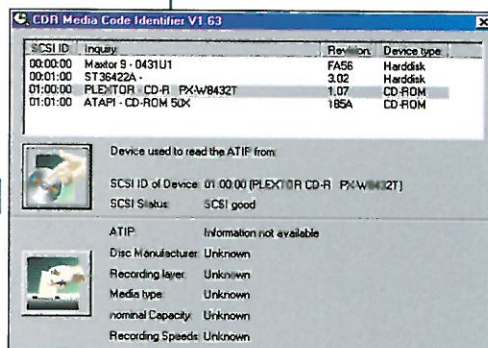 CDR Media Code Identifier V1.63
SCSI ID Inquiry Revision Device type
00:00:00 Maxtor 9 - 0431U1 FA56 Harddisk
00:01:00 ST36422A - 3.02 Harddisk
01:00:00 PLEXTOR CD-R PX-W8432T 1.07 CD-ROM
01:01:00 ATAPI - CD-ROM 50X 185A CD-ROM
Device used to read the ATIP from:
SCSI ID of Device: 01:00:00 (PLEXTOR CD-R PX-W8432T)
SCSI Status: SCSI good
ATIP: Information not available
Disc Manufacturer: Unknown
Recording layer: Unknown
Media type: Unknown
nominal Capacity: Unknown
Recording Speeds: Unknown